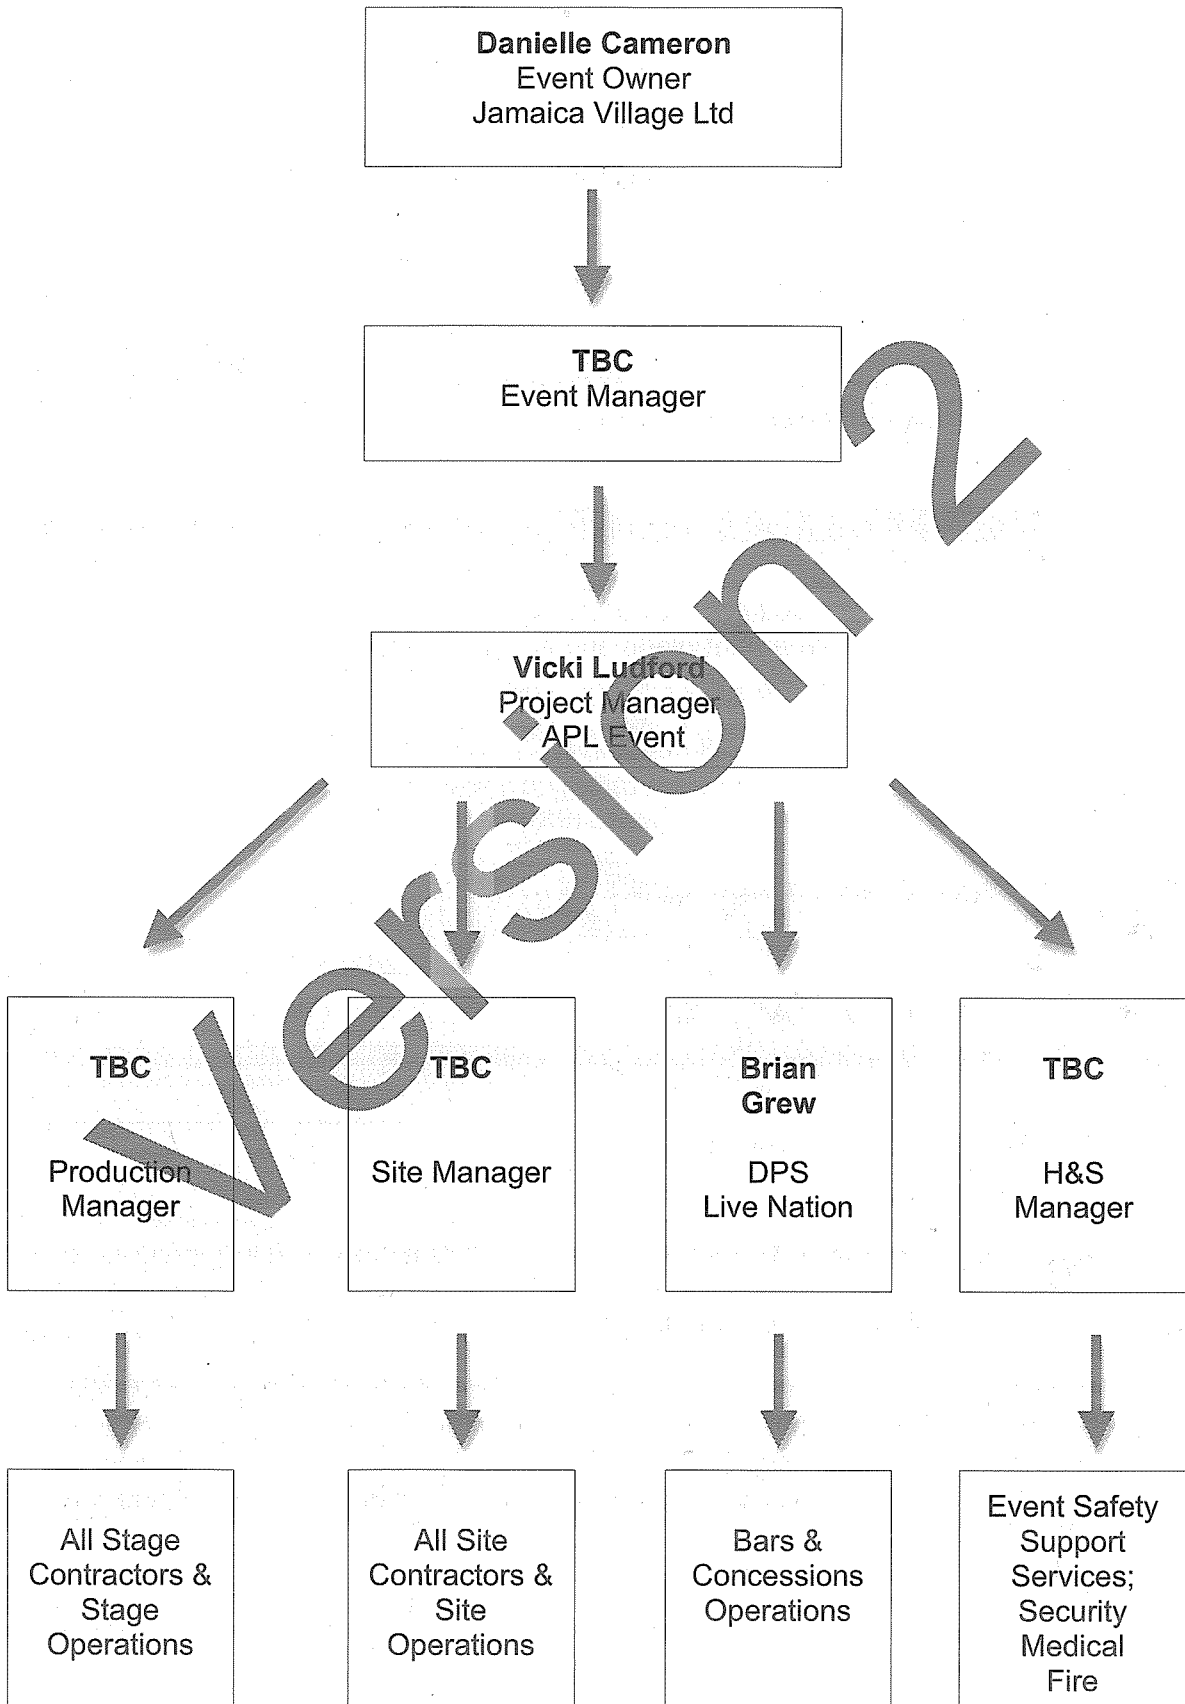 Danielle Cameron
Event Owner
Jamaica Village Ltd
TBC
Event Manager
Vicki Ludford
Project Manager
APL Event
TBC
Production
Manager
TBC
Site Manager
Brian
Grew
DPS
Live Nation
TBC
H&S
Manager
All Stage
Contractors &
Stage
Operations
All Site
Contractors &
Site
Operations
Bars &
Concessions
Operations
Event Safety
Support
Services;
Security
Medical
Fire
Version 2